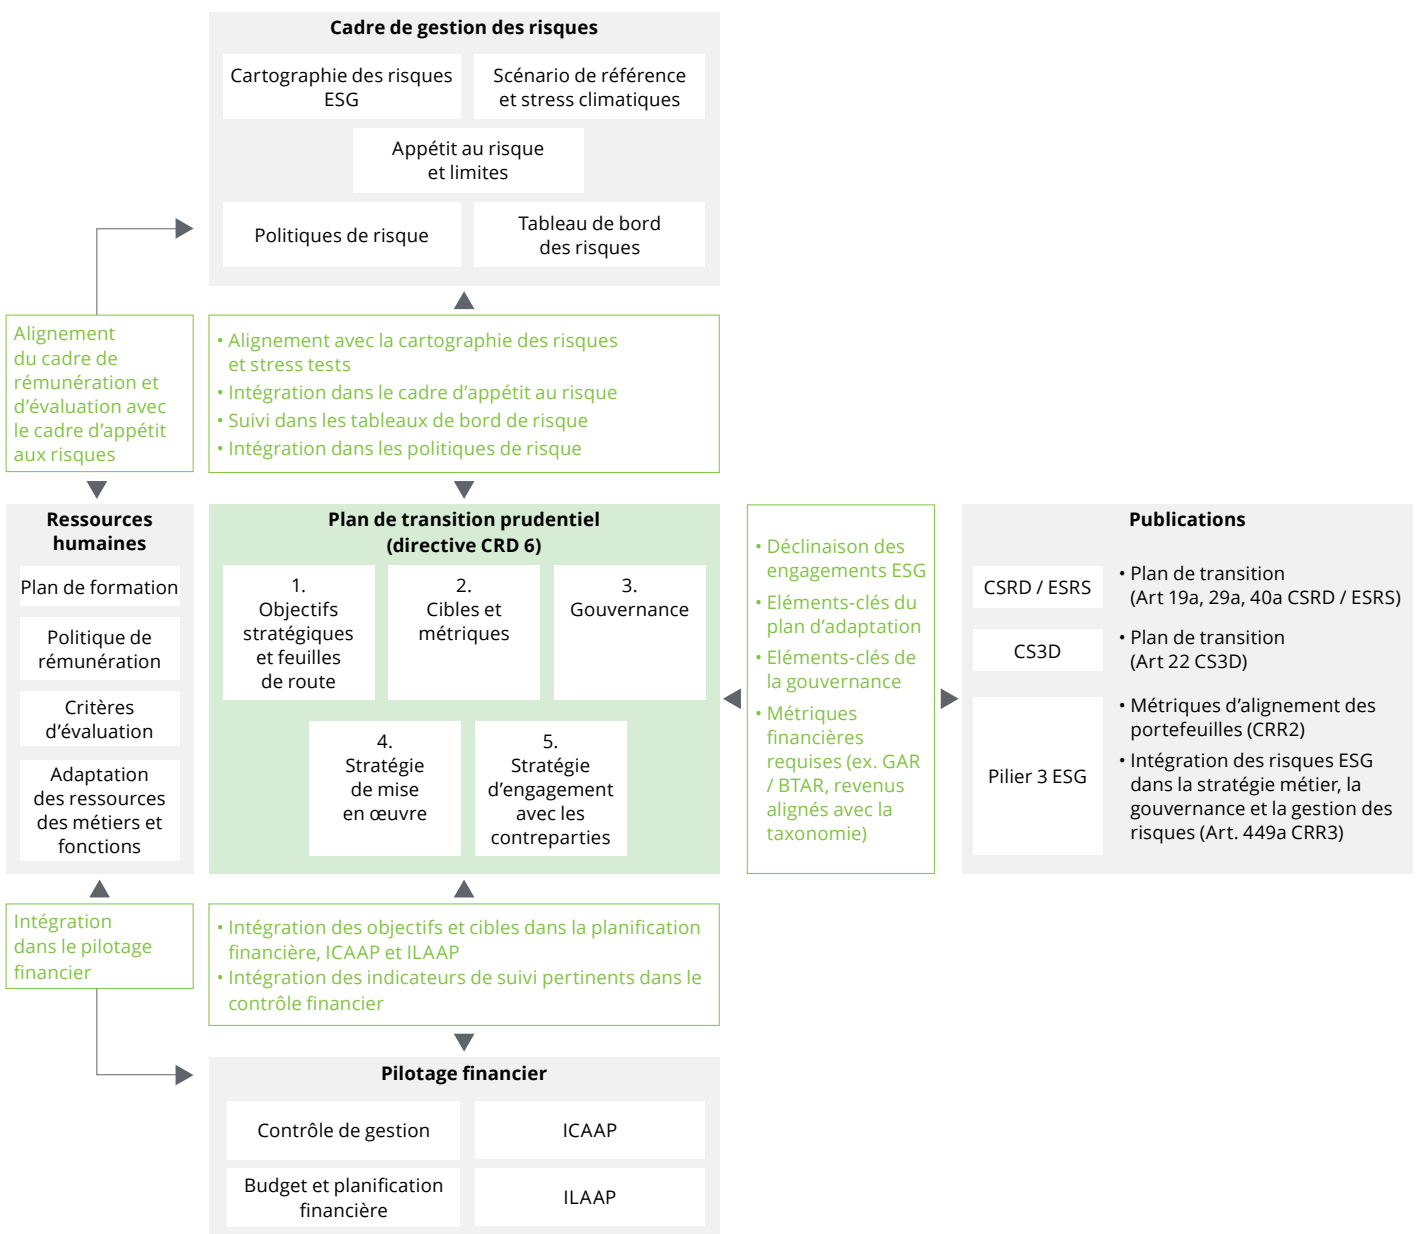 Cadre de gestion des risques
Cartographie des risques
ESG
Scénario de référence
et stress climatiques
Appétit au risque
et limites
Politiques de risque
Tableau de bord
des risques
Alignement
du cadre de
rémunération et
d’évaluation avec
le cadre d’appétit
aux risques
• Alignement avec la cartographie des risques
et stress tests
• Intégration dans le cadre d’appétit au risque
• Suivi dans les tableaux de bord de risque
• Intégration dans les politiques de risque
Ressources
humaines
Plan de formation
Politique de
rémunération
Critères
d’évaluation
Adaptation
des ressources
des métiers et
fonctions
Plan de transition prudentiel
(directive CRD 6)
1.
Objectifs
stratégiques
et feuilles
de route
2.
Cibles et
métriques
3.
Gouvernance
4.
Stratégie
de mise
en œuvre
5.
Stratégie
d’engagement
avec les
contreparties
• Déclinaison des
engagements ESG
• Eléments-clés du
plan d’adaptation
• Eléments-clés de
la gouvernance
• Métriques
financières
requises (ex. GAR
/ BTAR, revenus
alignés avec la
taxonomie)
Publications
CSRD / ESRS
• Plan de transition
(Art 19a, 29a, 40a CSRD / ESRS)
CS3D
• Plan de transition
(Art 22 CS3D)
Pilier 3 ESG
• Métriques d’alignement des
portefeuilles (CRR2)
• Intégration des risques ESG
dans la stratégie métier, la
gouvernance et la gestion des
risques (Art. 449a CRR3)
Intégration
dans le pilotage
financier
• Intégration des objectifs et cibles dans la planification
financière, ICAAP et ILAAP
• Intégration des indicateurs de suivi pertinents dans le
contrôle financier
Pilotage financier
Contrôle de gestion
ICAAP
Budget et planification
financière
ILAAP